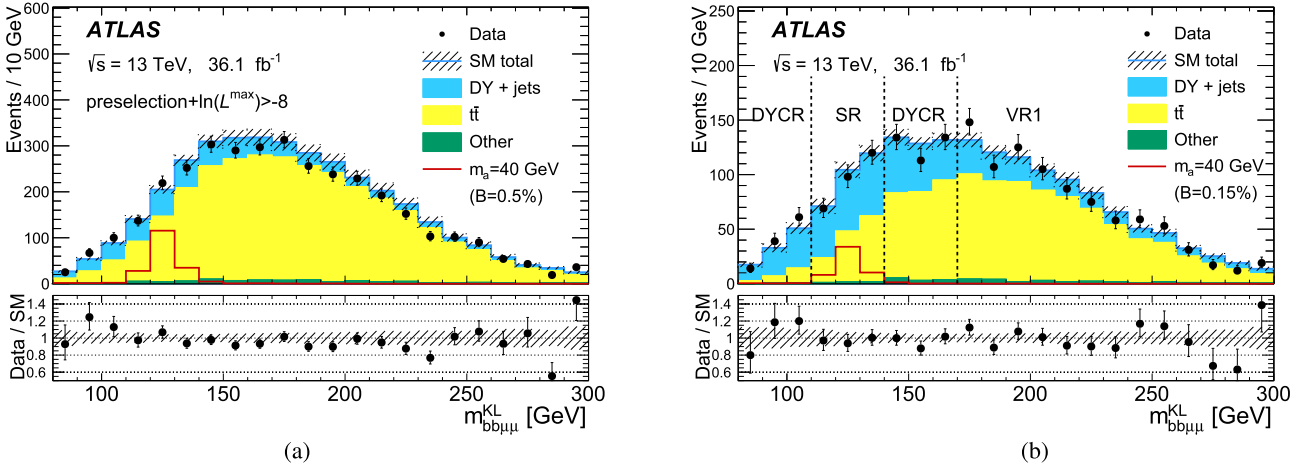 ATLAS
√s = 13 TeV, 36.1 fb⁻¹
preselection+ln(Lᵐᵃˣ)>-8
Data
SM total
DY + jets
tt̄
Other
mₐ=40 GeV
(B=0.5%)
Events / 10 GeV
600
500
400
300
200
100
0
Data / SM
1.4
1.2
1
0.8
0.6
100 150 200 250 300
m^KL_bbμμ [GeV]
(a)
ATLAS
√s = 13 TeV, 36.1 fb⁻¹
DYCR SR DYCR VR1
Data
SM total
DY + jets
tt̄
Other
mₐ=40 GeV
(B=0.15%)
Events / 10 GeV
250
200
150
100
50
0
Data / SM
1.4
1.2
1
0.8
0.6
100 150 200 250 300
m^KL_bbμμ [GeV]
(b)